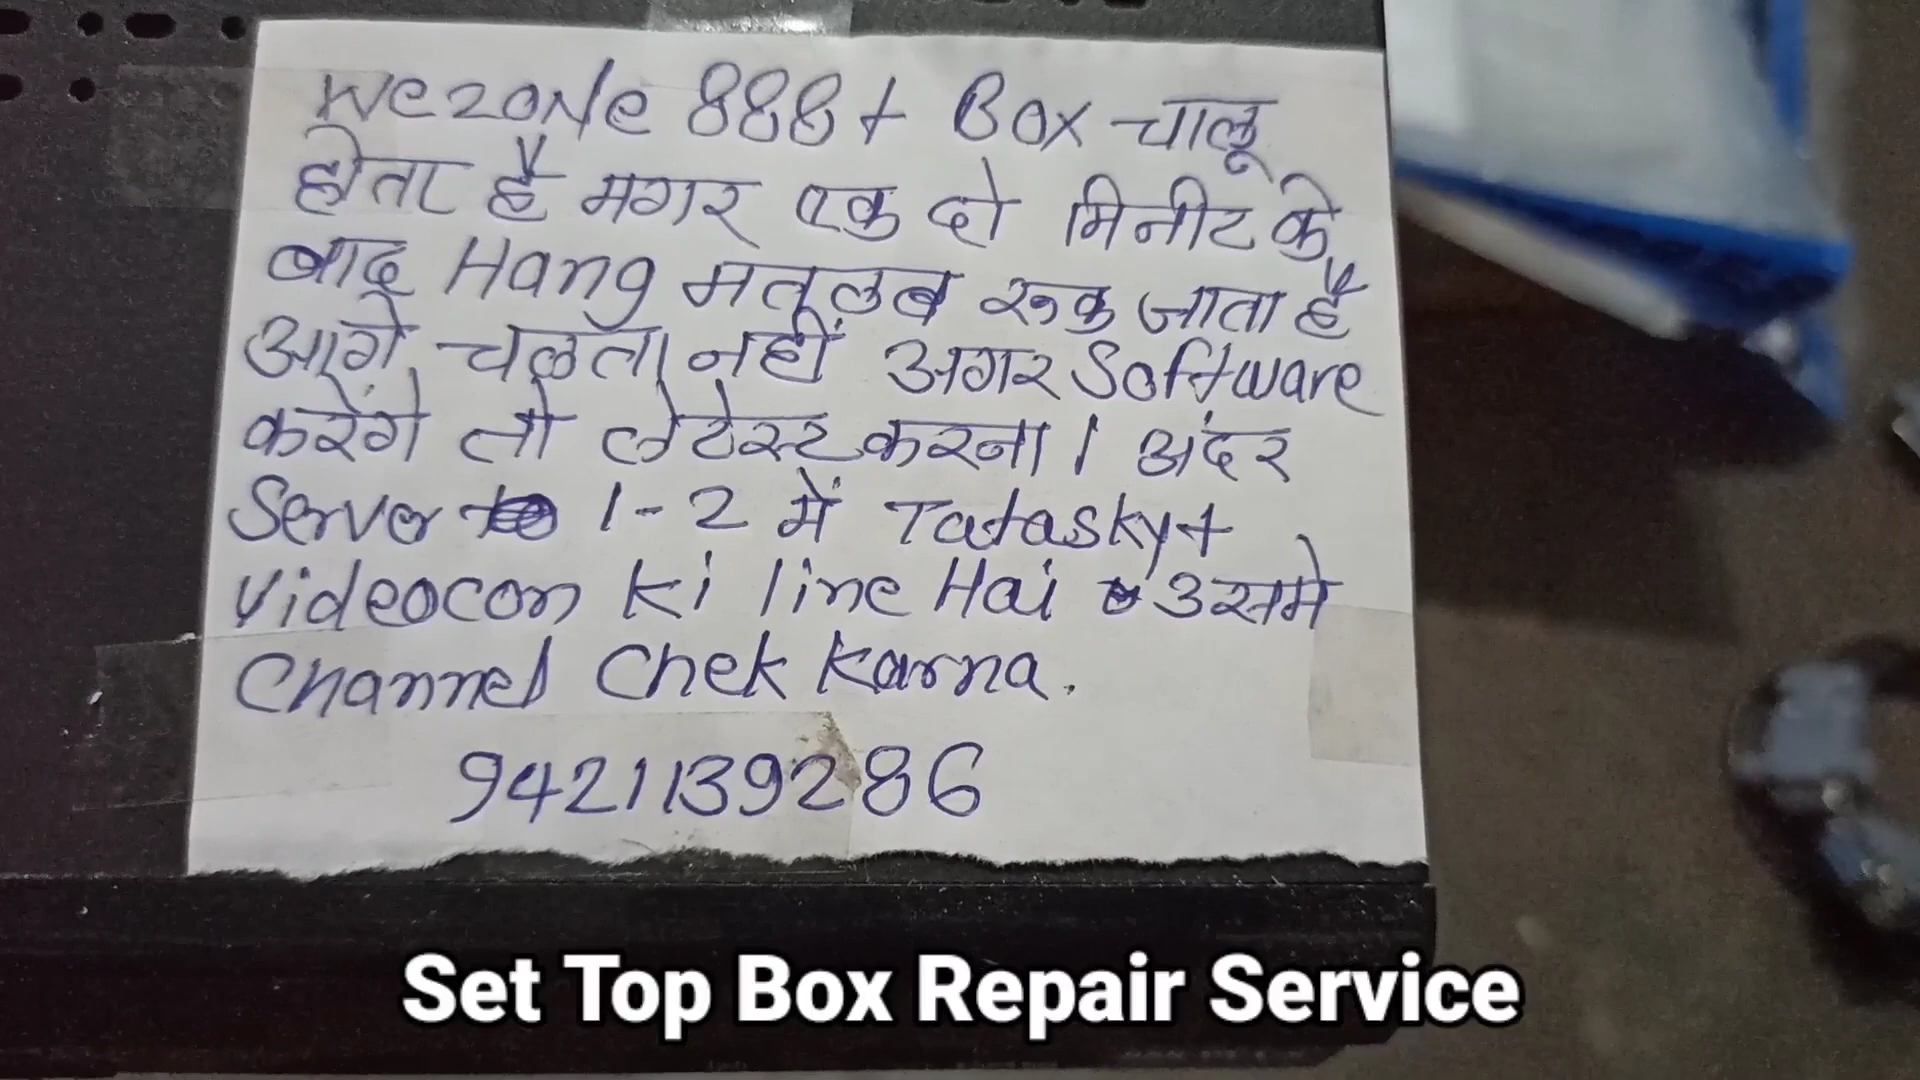 wezone 888+ Box चालू
होता है मगर एक दो मिनीट के
बाद Hang मतलब रूक जाता है
आगे चलता नहीं अगर Software
करेंगे तो लेटेस्ट करना। अंदर
Server 1-2 में Tatasky+
Videocon ki line Hai उसमे
Channel Chek Karna.
9421139286
Set Top Box Repair Service